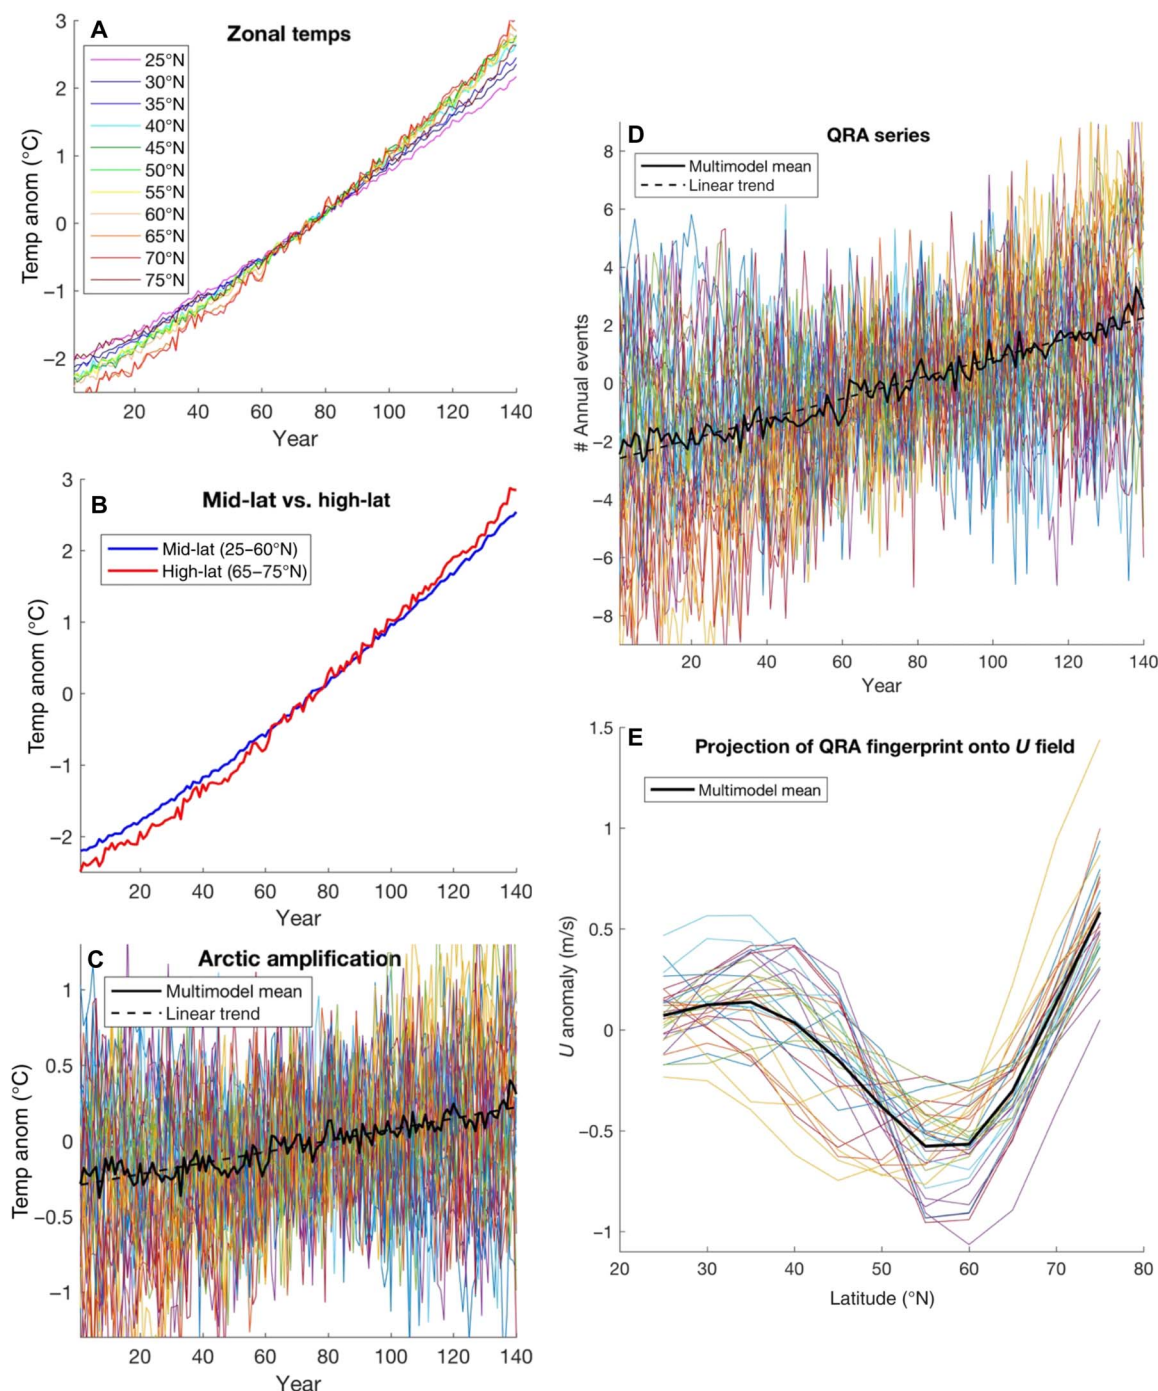 A
Zonal temps
3
2
1
0
−1
−2
Temp anom (°C)
25°N
30°N
35°N
40°N
45°N
50°N
55°N
60°N
65°N
70°N
75°N
20 40 60 80 100 120 140
Year
B
Mid-lat vs. high-lat
3
2
1
0
−1
−2
Temp anom (°C)
Mid-lat (25–60°N)
High-lat (65–75°N)
20 40 60 80 100 120 140
Year
C
Arctic amplification
1
0.5
0
−0.5
−1
Temp anom (°C)
Multimodel mean
Linear trend
20 40 60 80 100 120 140
Year
D
QRA series
8
6
4
2
0
−2
−4
−6
−8
# Annual events
Multimodel mean
Linear trend
20 40 60 80 100 120 140
Year
E
Projection of QRA fingerprint onto U field
1.5
1
0.5
0
−0.5
−1
U anomaly (m/s)
Multimodel mean
20 30 40 50 60 70 80
Latitude (°N)